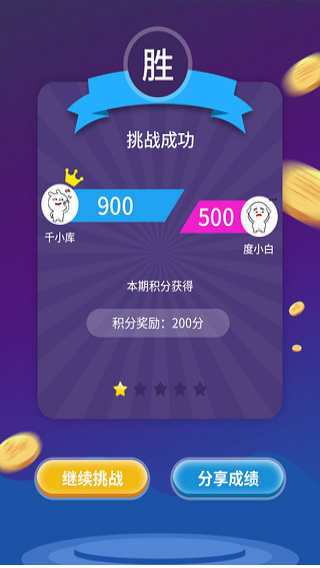 胜
挑战成功
900
500
千小库
度小白
本期积分获得
积分奖励：200分
继续挑战
分享成绩